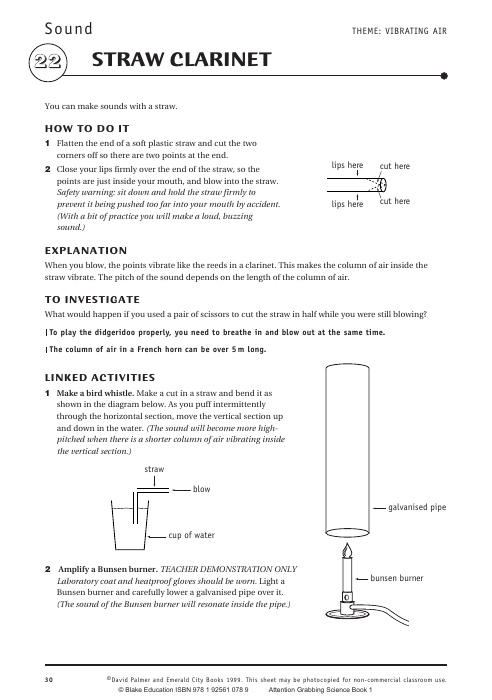 Sound
THEME: VIBRATING AIR
22
STRAW CLARINET
You can make sounds with a straw.
HOW TO DO IT
1 Flatten the end of a soft plastic straw and cut the two
corners off so there are two points at the end.
2 Close your lips firmly over the end of the straw, so the
points are just inside your mouth, and blow into the straw.
Safety warning: sit down and hold the straw firmly to
prevent it being pushed too far into your mouth by accident.
(With a bit of practice you will make a loud, buzzing
sound.)
lips here
cut here
lips here
cut here
EXPLANATION
When you blow, the points vibrate like the reeds in a clarinet. This makes the column of air inside the
straw vibrate. The pitch of the sound depends on the length of the column of air.
TO INVESTIGATE
What would happen if you used a pair of scissors to cut the straw in half while you were still blowing?
To play the didgeridoo properly, you need to breathe in and blow out at the same time.
The column of air in a French horn can be over 5 m long.
LINKED ACTIVITIES
1 Make a bird whistle. Make a cut in a straw and bend it as
shown in the diagram below. As you puff intermittently
through the horizontal section, move the vertical section up
and down in the water. (The sound will become more high-
pitched when there is a shorter column of air vibrating inside
the vertical section.)
straw
blow
cup of water
galvanised pipe
bunsen burner
2 Amplify a Bunsen burner. TEACHER DEMONSTRATION ONLY
Laboratory coat and heatproof gloves should be worn. Light a
Bunsen burner and carefully lower a galvanised pipe over it.
(The sound of the Bunsen burner will resonate inside the pipe.)
30
©David Palmer and Emerald City Books 1999. This sheet may be photocopied for non-commercial classroom use.
© Blake Education ISBN 978 1 92561 078 9 Attention Grabbing Science Book 1